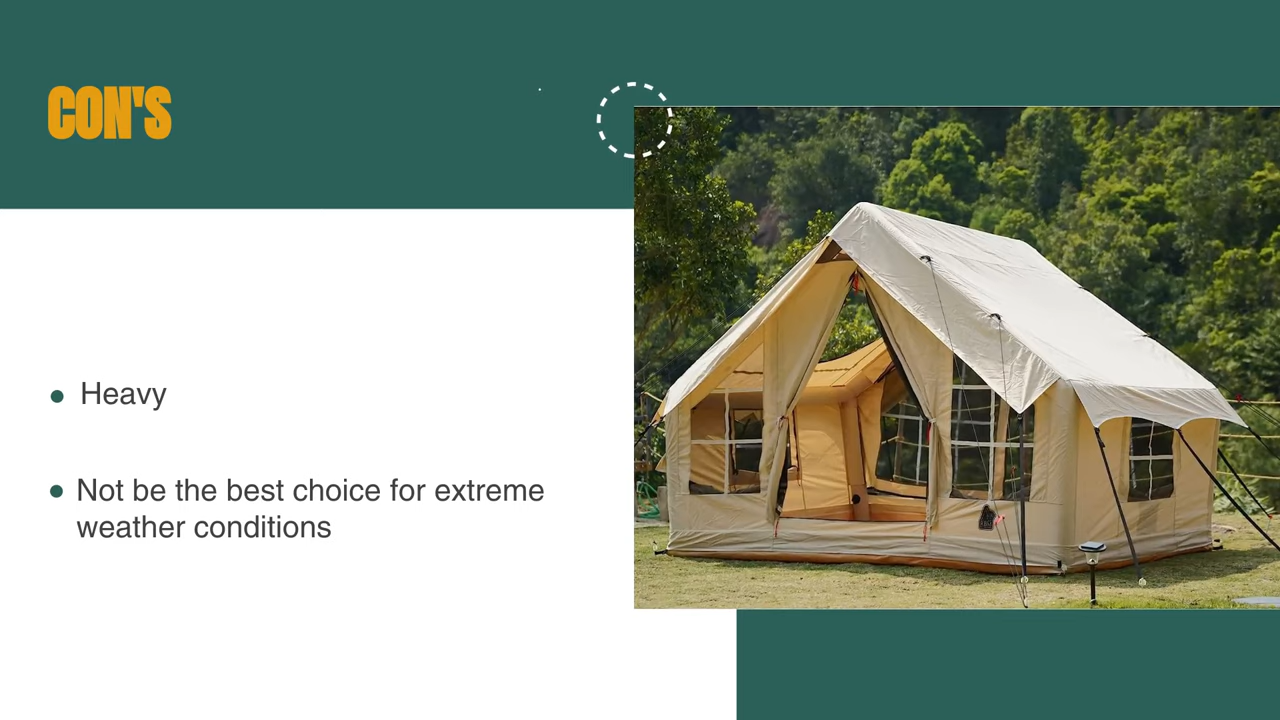 CON'S
Heavy
Not be the best choice for extreme
weather conditions